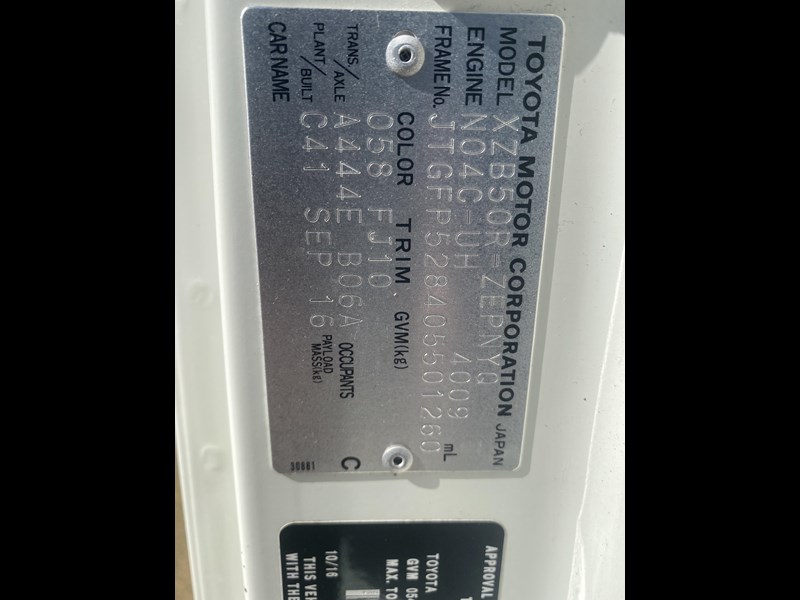 TOYOTA MOTOR CORPORATION JAPAN
MODEL XZB50R-ZEPNYQ
ENGINE N04C-UH 4009 mL
FRAME No. JTGFP528405501260
COLOR TRIM GVM(kg)
058 FJ10
TRANS/AXLE A444E B06A OCCUPANTS
PLANT/BUILT C41 SEP 16 PAYLOAD MASS(kg)
CAR NAME
30881 C
APPROVAL
TOYOTA
GVM
MAX. TO
10/16
THIS VEH
WITH THE